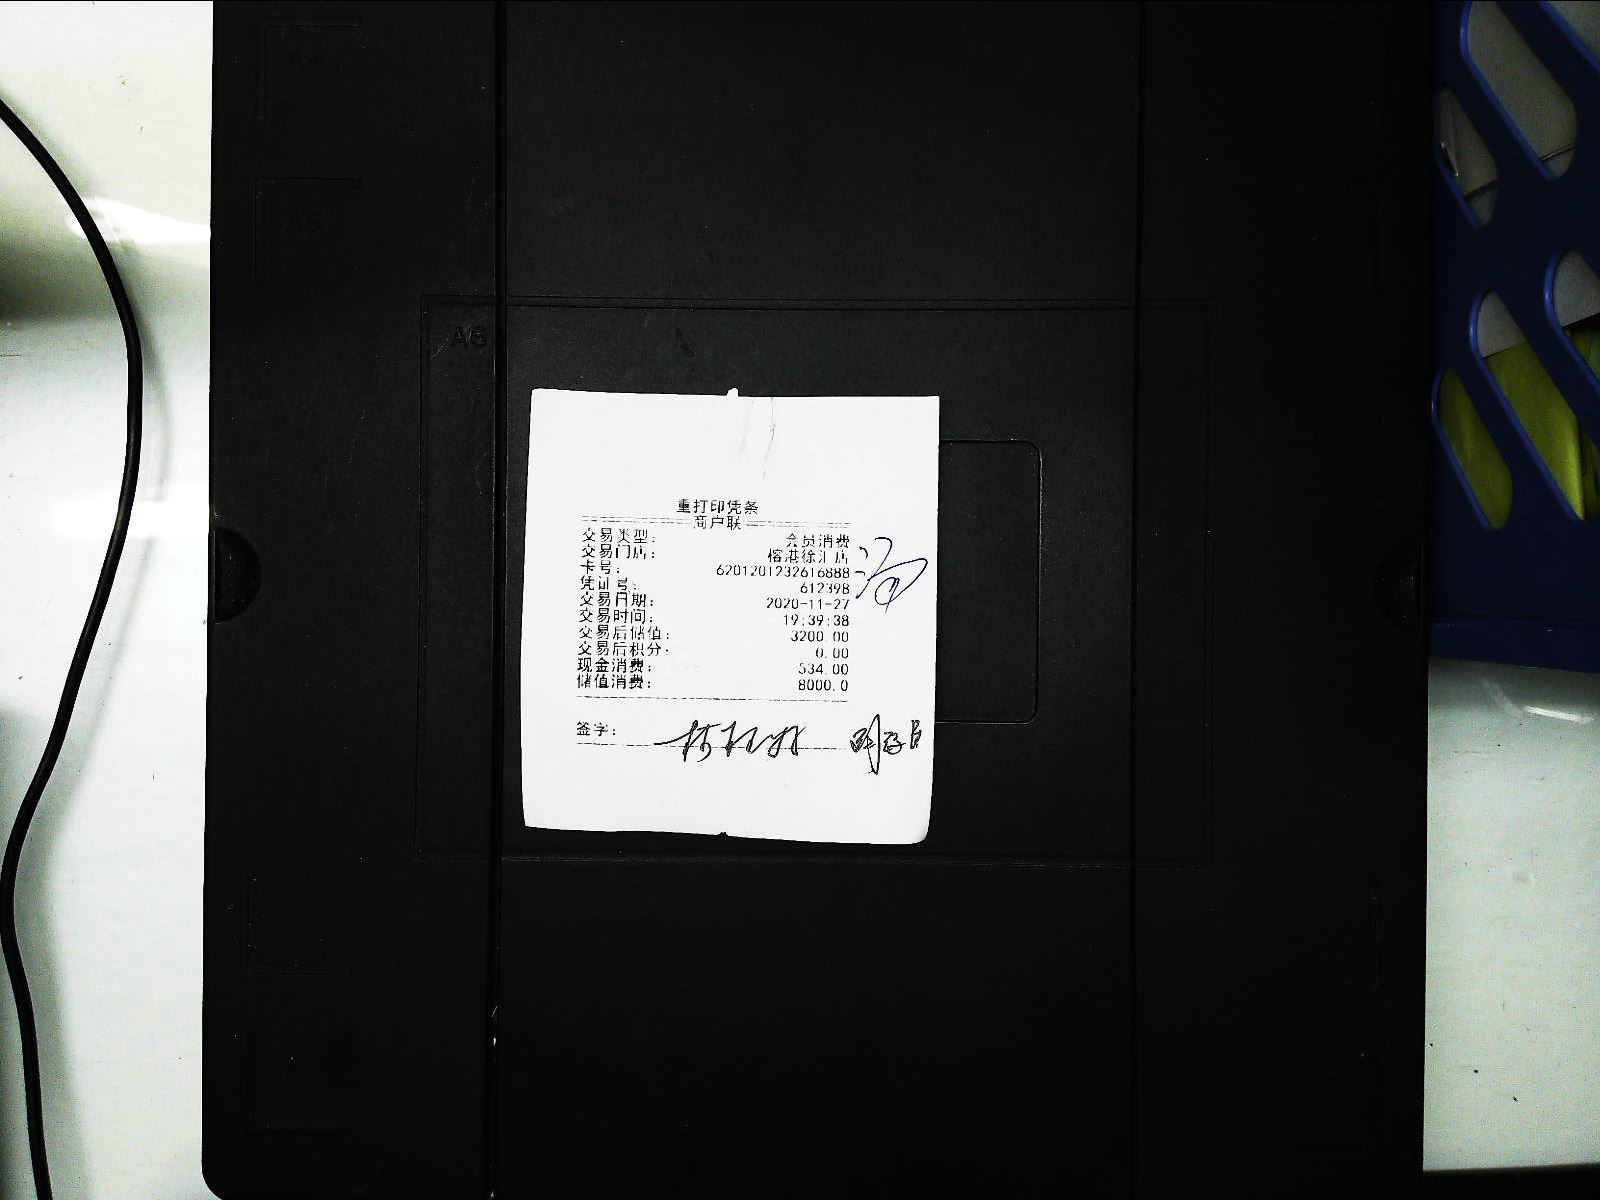 A4
A5
A6
重打印凭条
商户联
交易类型: 会员消费
交易门店: 榕港徐汇店
卡号: 6201201232616888
凭证号: 612398
交易日期: 2020-11-27
交易时间: 19:39:38
交易后储值: 3200.00
交易后积分: 0.00
现金消费: 534.00
储值消费: 8000.0
签字: